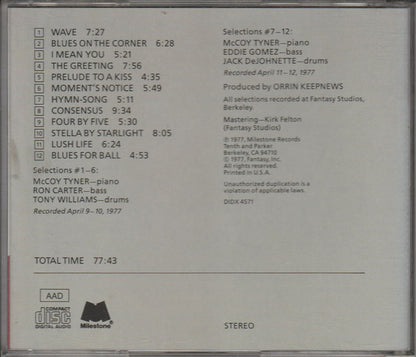 1 WAVE 7:27
2 BLUES ON THE CORNER 6:28
3 I MEAN YOU 5:21
4 THE GREETING 7:56
5 PRELUDE TO A KISS 4:35
6 MOMENT'S NOTICE 5:49
7 HYMN-SONG 5:11
8 CONSENSUS 9:34
9 FOUR BY FIVE 5:30
10 STELLA BY STARLIGHT 8:05
11 LUSH LIFE 6:24
12 BLUES FOR BALL 4:53
Selections #1–6:
McCOY TYNER—piano
RON CARTER—bass
TONY WILLIAMS—drums
Recorded April 9–10, 1977
TOTAL TIME 77:43
AAD
COMPACT
disc
DIGITAL AUDIO
Milestone®
Selections #7–12:
McCOY TYNER—piano
EDDIE GOMEZ—bass
JACK DeJOHNETTE—drums
Recorded April 11–12, 1977
Produced by ORRIN KEEPNEWS
All selections recorded at Fantasy Studios,
Berkeley.
Mastering—Kirk Felton
(Fantasy Studios)
℗ 1977, Milestone Records
Tenth and Parker
Berkeley, CA 94710
© 1977, Fantasy, Inc.
All rights reserved.
Printed in U.S.A.
Unauthorized duplication is a
violation of applicable laws.
DIDX 4571
STEREO